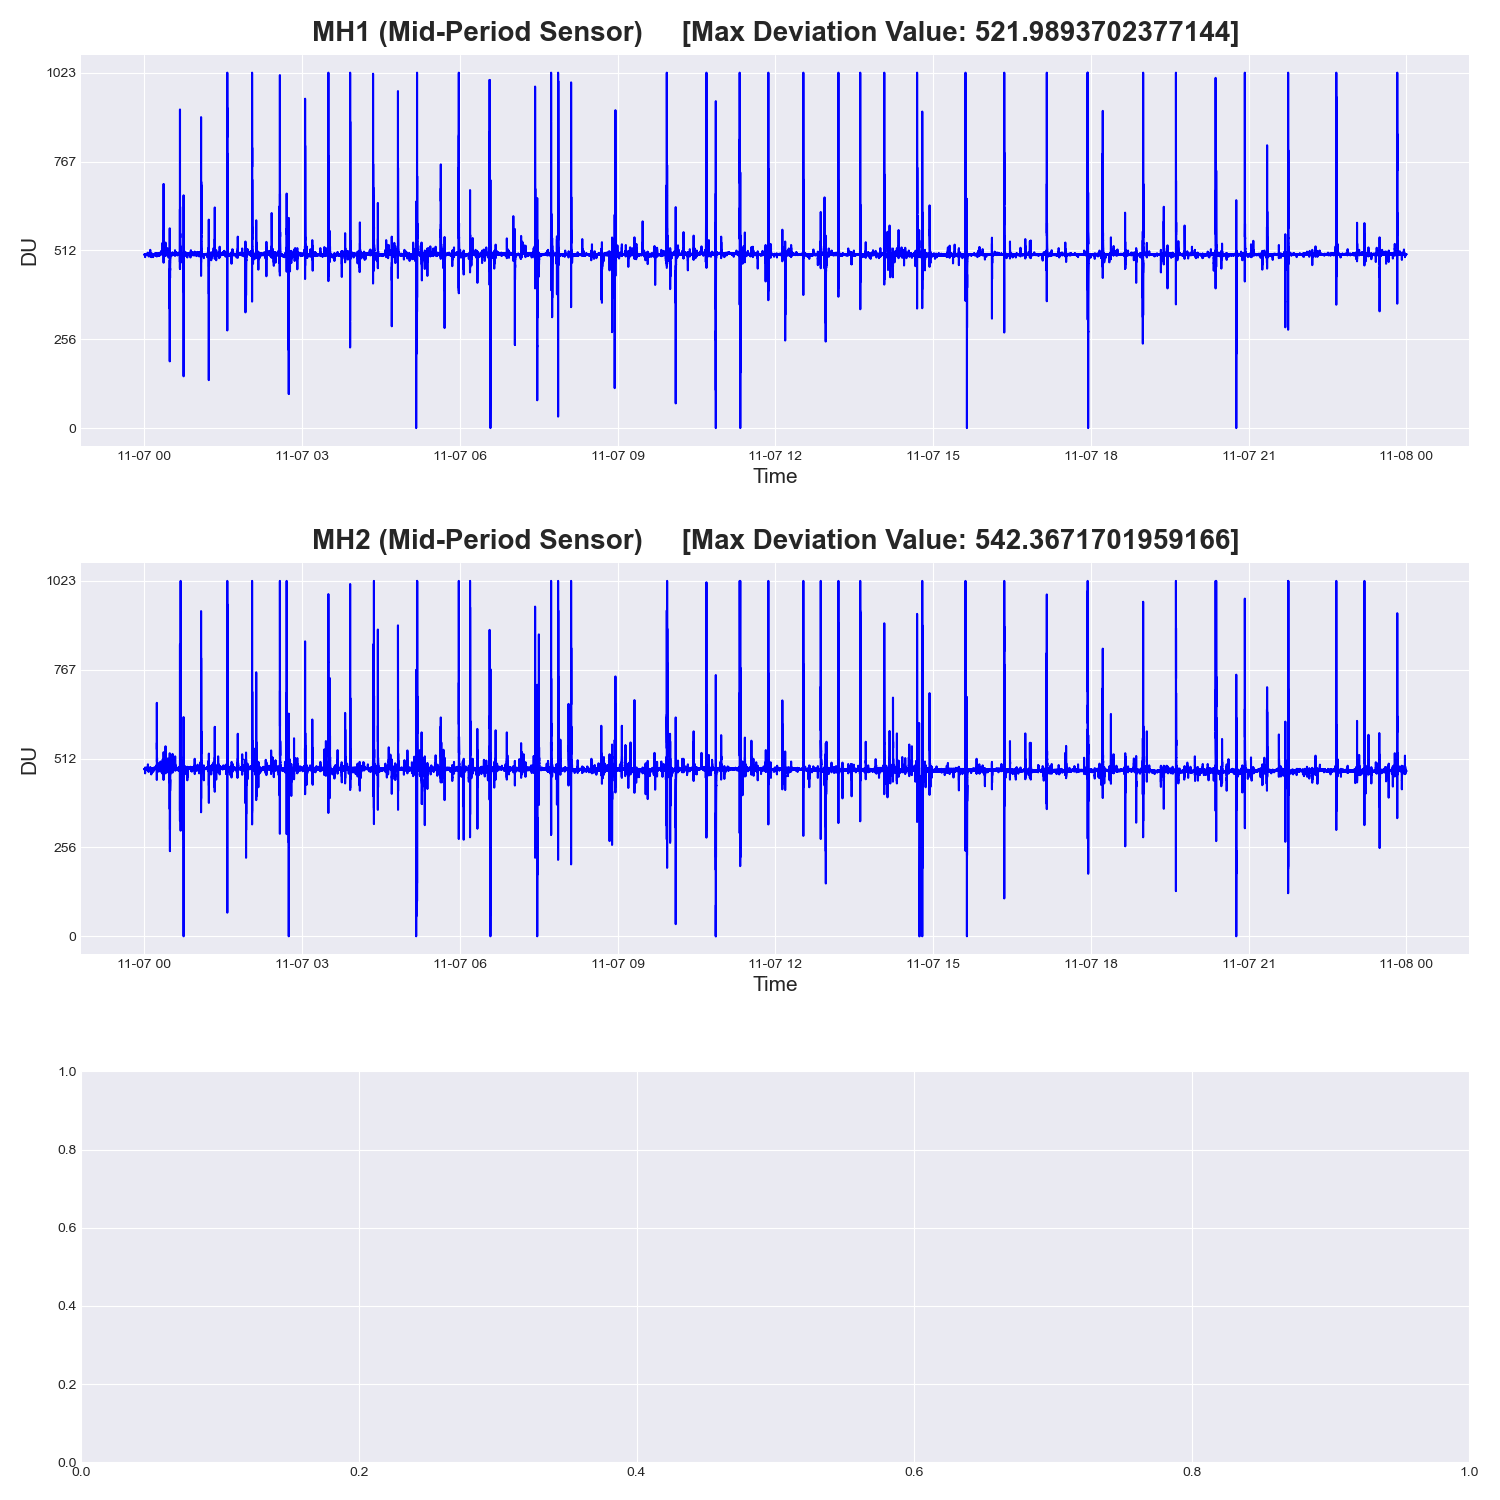 MH1 (Mid-Period Sensor) [Max Deviation Value: 521.9893702377144]
1023
767
512
256
0
DU
11-07 00 11-07 03 11-07 06 11-07 09 11-07 12 11-07 15 11-07 18 11-07 21 11-08 00
Time
MH2 (Mid-Period Sensor) [Max Deviation Value: 542.3671701959166]
1023
767
512
256
0
DU
11-07 00 11-07 03 11-07 06 11-07 09 11-07 12 11-07 15 11-07 18 11-07 21 11-08 00
Time
1.0
0.8
0.6
0.4
0.2
0.0
0.0 0.2 0.4 0.6 0.8 1.0